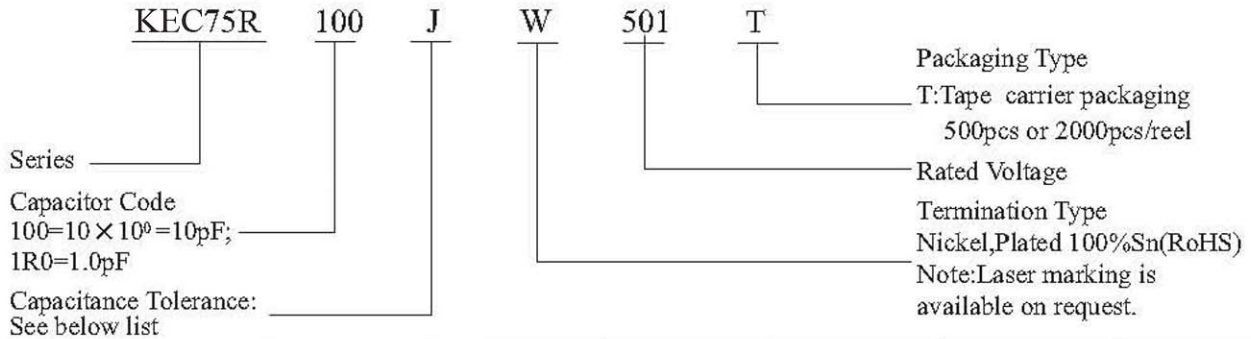 KEC75R 100 J W 501 T
Packaging Type
T:Tape carrier packaging
500pcs or 2000pcs/reel
Series
Rated Voltage
Capacitor Code
100=10×10⁰=10pF;
1R0=1.0pF
Termination Type
Nickel,Plated 100%Sn(RoHS)
Note:Laser marking is
available on request.
Capacitance Tolerance:
See below list